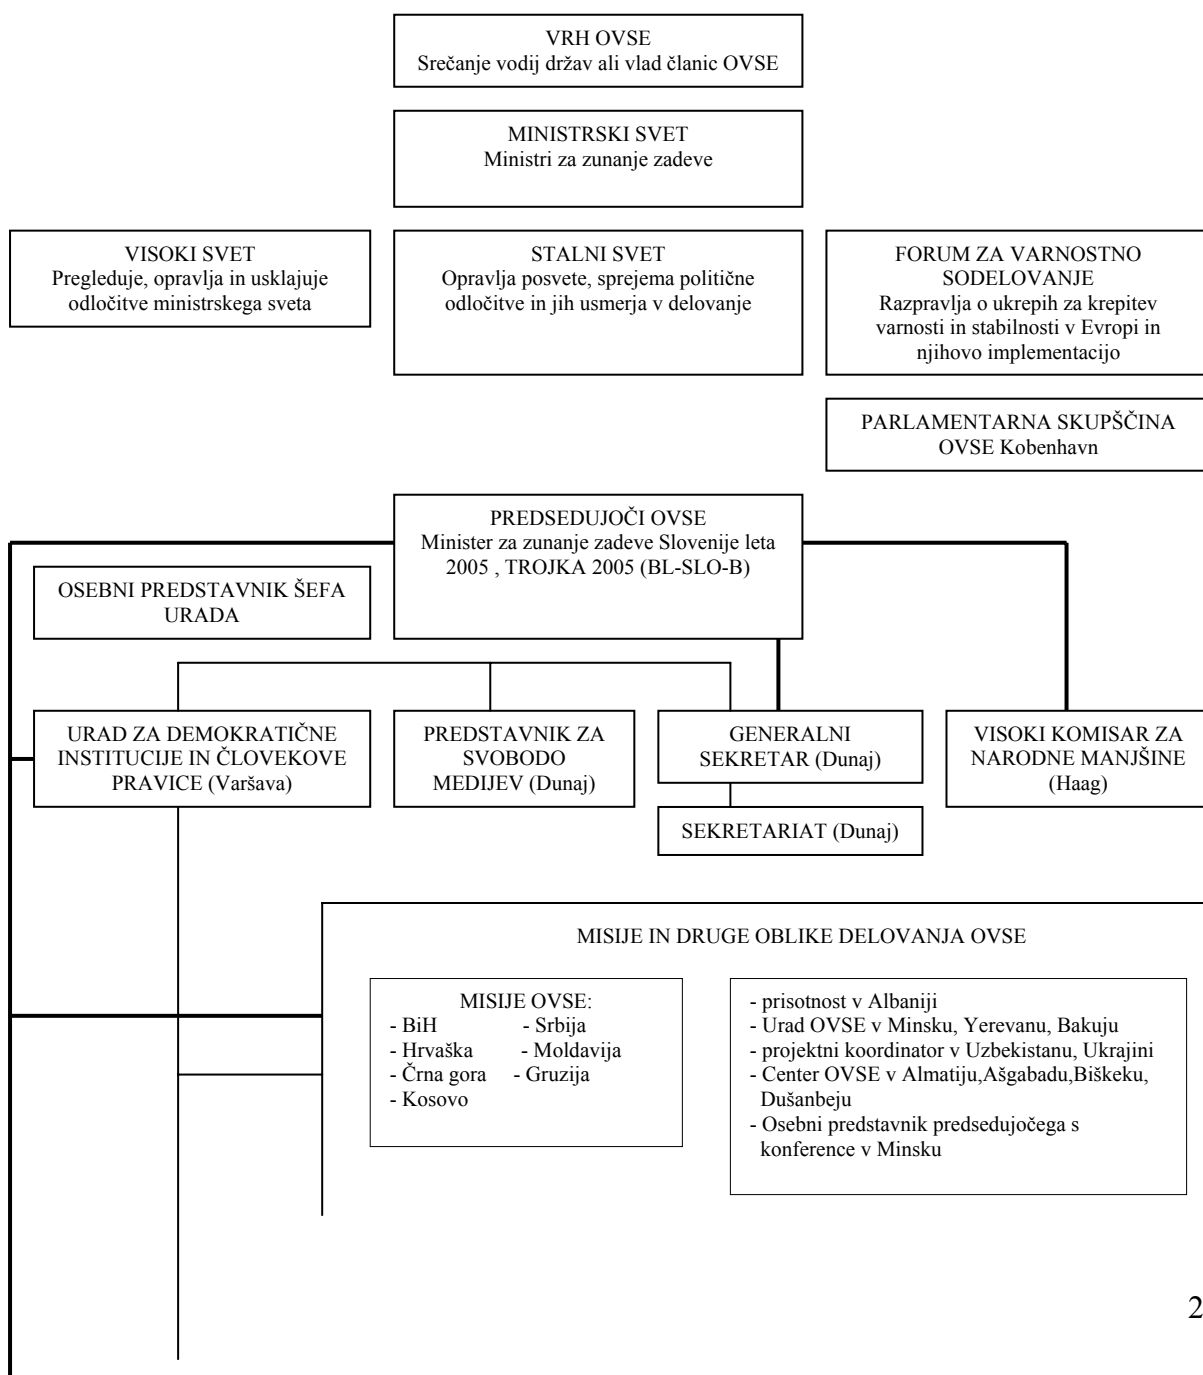 VRH OVSE
Srečanje vodij držav ali vlad članic OVSE
MINISTRSKI SVET
Ministri za zunanje zadeve
VISOKI SVET
Pregleduje, opravlja in usklajuje
odločitve ministrskega sveta
STALNI SVET
Opravlja posvete, sprejema politične
odločitve in jih usmerja v delovanje
FORUM ZA VARNOSTNO
SODELOVANJE
Razpravlja o ukrepih za krepitev
varnosti in stabilnosti v Evropi in
njihovo implementacijo
PARLAMENTARNA SKUPŠČINA
OVSE Kobenhavn
PREDSEDUJOČI OVSE
Minister za zunanje zadeve Slovenije leta
2005 , TROJKA 2005 (BL-SLO-B)
OSEBNI PREDSTAVNIK ŠEFA
URADA
URAD ZA DEMOKRATIČNE
INSTITUCIJE IN ČLOVEKOVE
PRAVICE (Varšava)
PREDSTAVNIK ZA
SVOBODO
MEDIJEV (Dunaj)
GENERALNI
SEKRETAR (Dunaj)
VISOKI KOMISAR ZA
NARODNE MANJŠINE
(Haag)
SEKRETARIAT (Dunaj)
MISIJE IN DRUGE OBLIKE DELOVANJA OVSE
MISIJE OVSE:
- BiH - Srbija
- Hrvaška - Moldavija
- Črna gora - Gruzija
- Kosovo
- prisotnost v Albaniji
- Urad OVSE v Minsku, Yerevanu, Bakuju
- projektni koordinator v Uzbekistanu, Ukrajini
- Center OVSE v Almatiju,Ašgabadu,Biškeku,
Dušanbeju
- Osebni predstavnik predsedujočega s
konference v Minsku
2